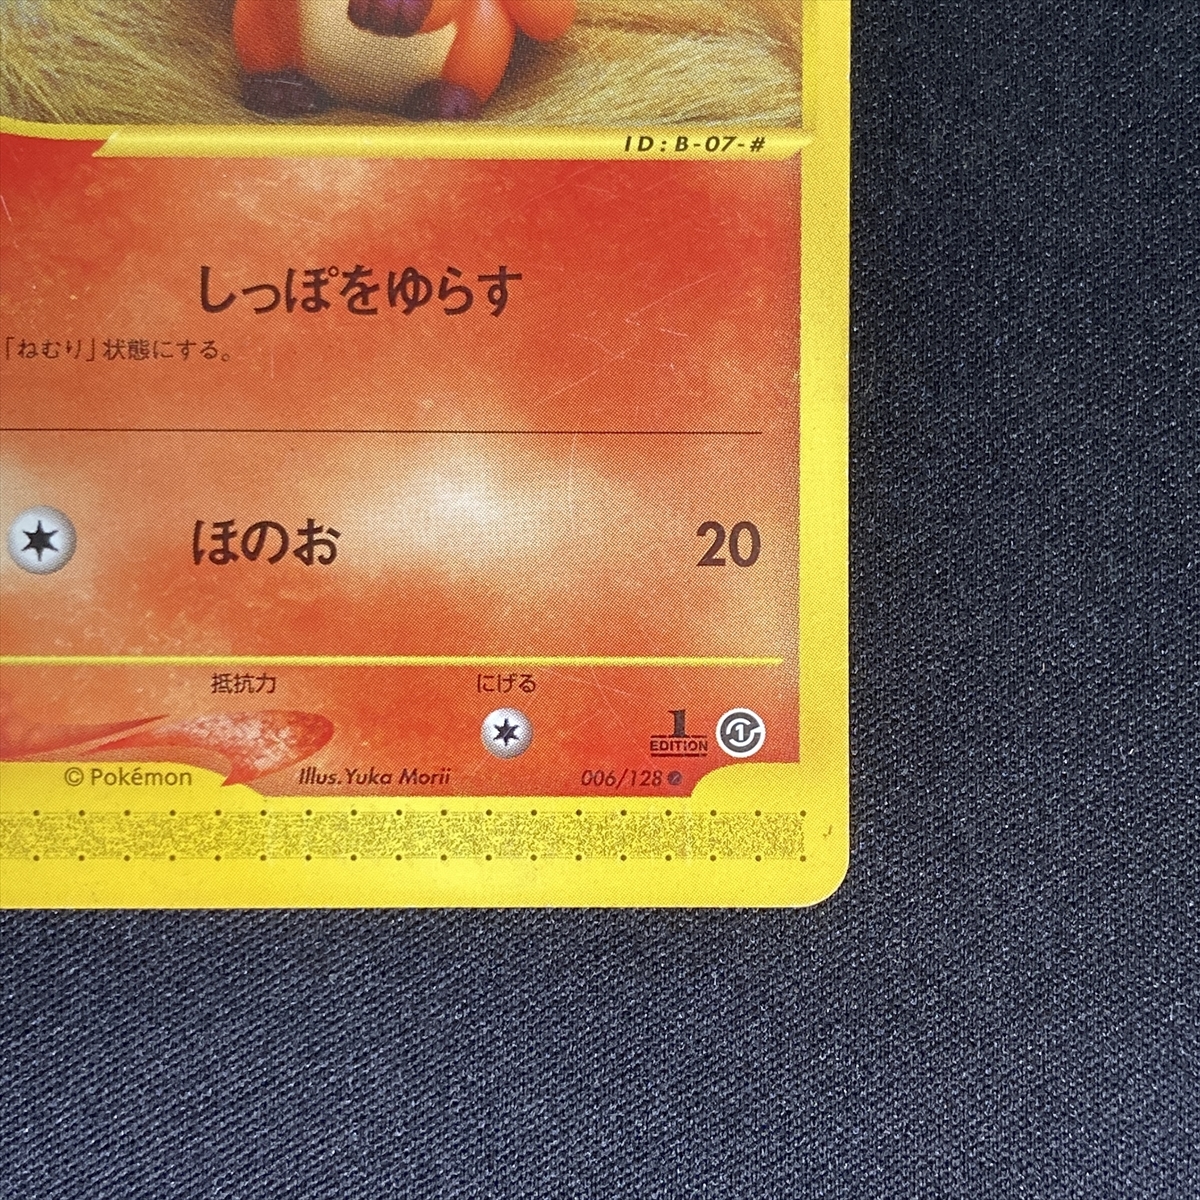 ID:B-07-#
しっぽをゆらす
「ねむり」状態にする。
ほのお 20
抵抗力 にげる
1
EDITION
1
© Pokémon Illus. Yuka Morii 006/128